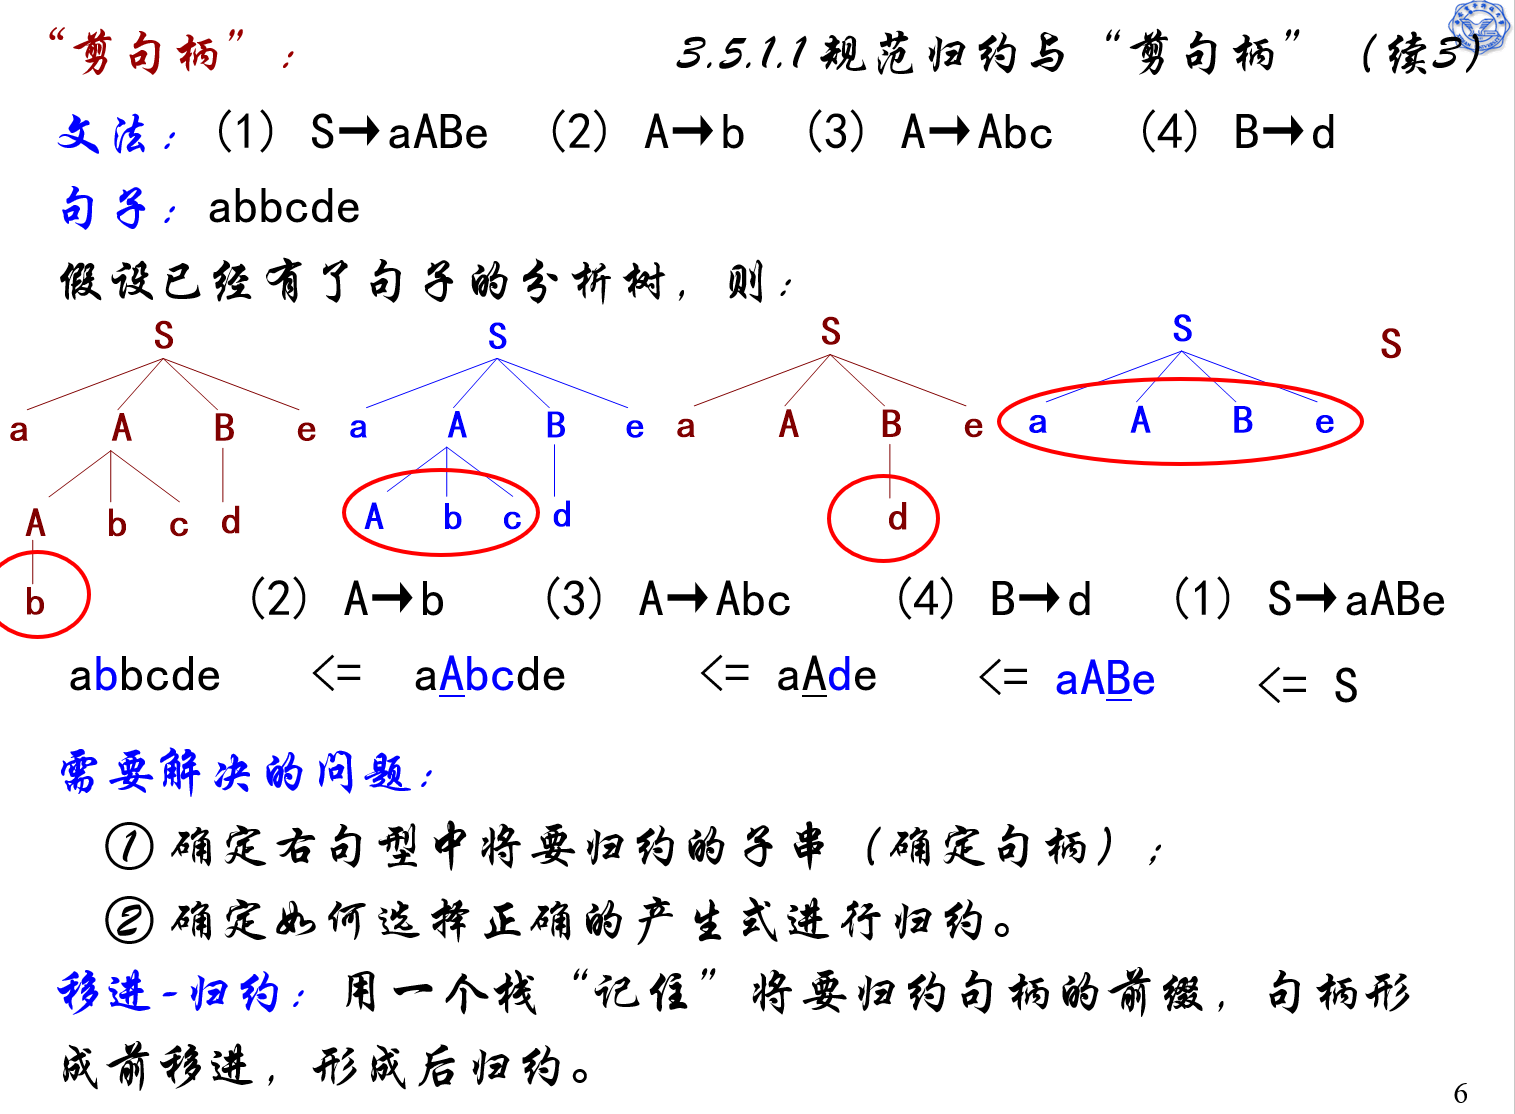 “剪句柄”： 3.5.1.1 规范归约与“剪句柄”（续3）
文法：(1) S→aABe (2) A→b (3) A→Abc (4) B→d
句子：abbcde
假设已经有了句子的分析树，则：
S S S S S
a A B e a A B e a A B e a A B e
A b c d A b c d d
b
(2) A→b (3) A→Abc (4) B→d (1) S→aABe
abbcde <= aAbcde <= aAde <= aABe <= S
需要解决的问题：
① 确定右句型中将要归约的子串（确定句柄）；
② 确定如何选择正确的产生式进行归约。
移进-归约：用一个栈“记住”将要归约句柄的前缀，句柄形
成前移进，形成后归约。
6